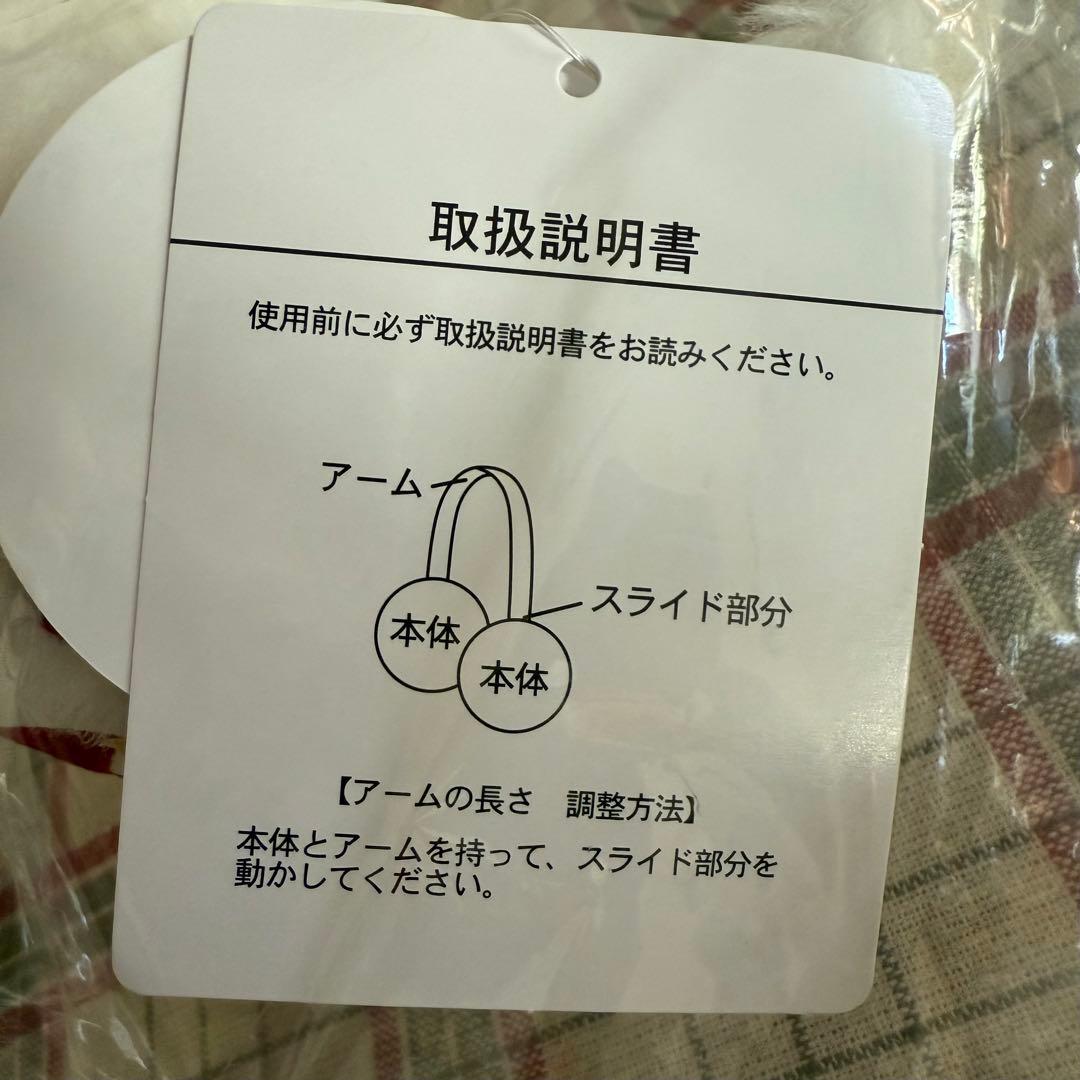 取扱説明書
使用前に必ず取扱説明書をお読みください。
アーム
スライド部分
本体
本体
【アームの長さ　調整方法】
本体とアームを持って、スライド部分を
動かしてください。